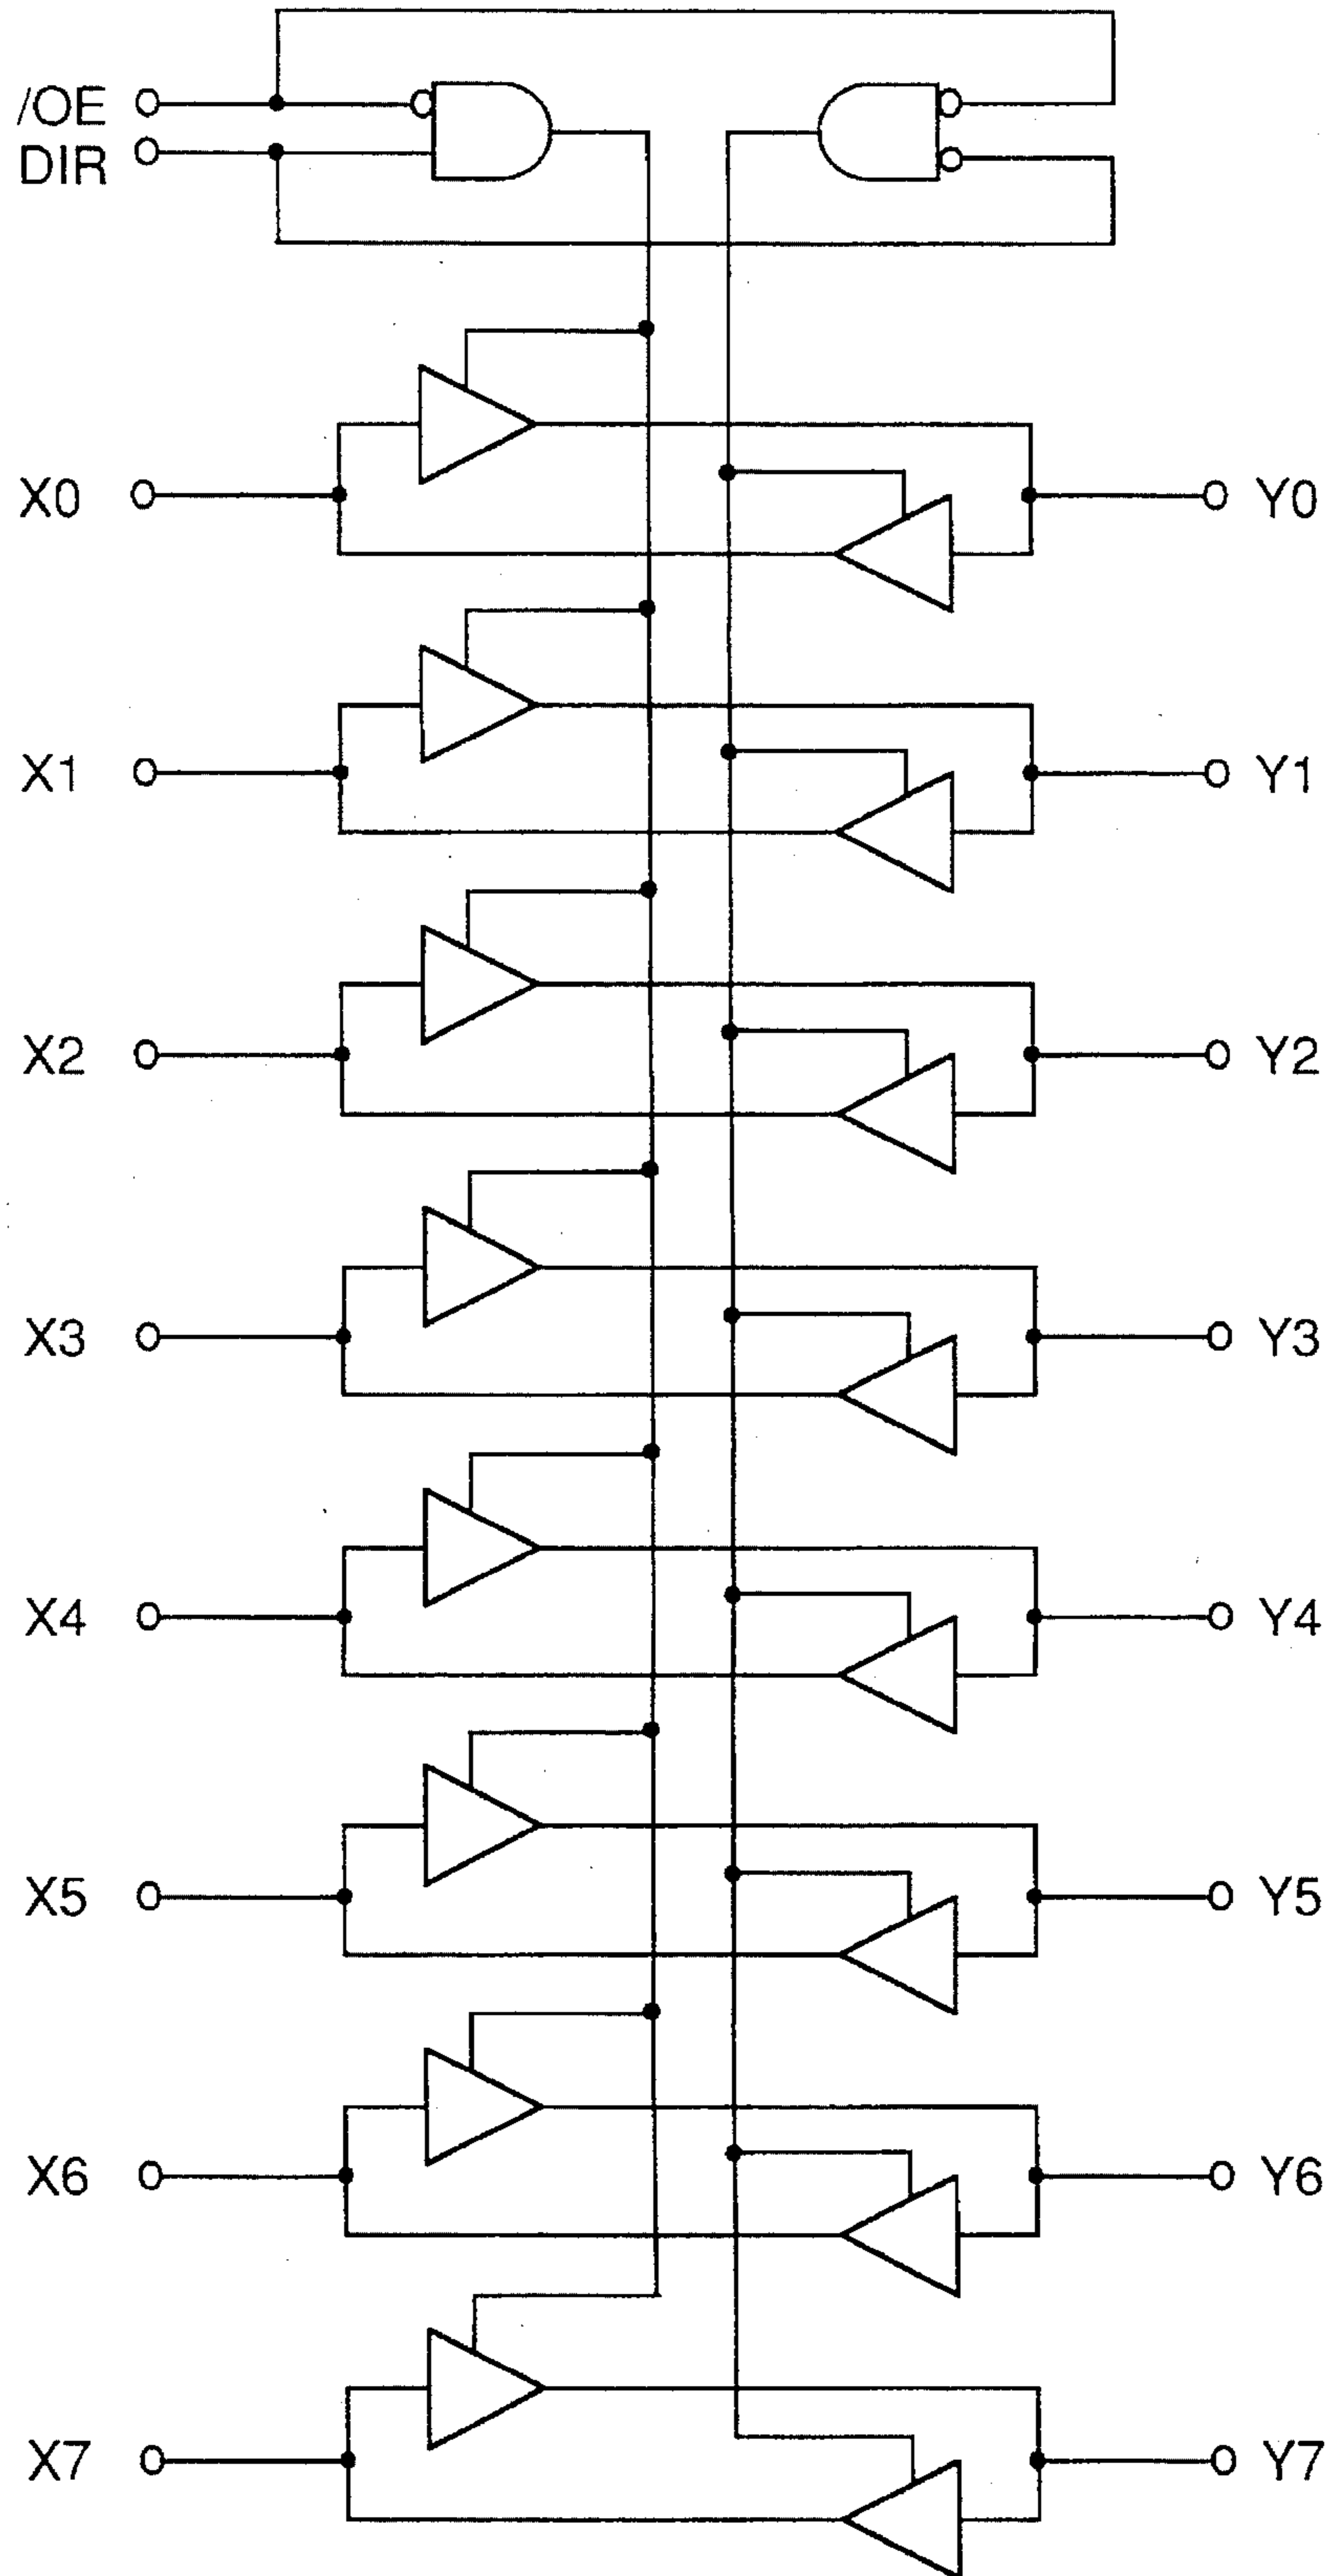 /OE
DIR
X0 Y0
X1 Y1
X2 Y2
X3 Y3
X4 Y4
X5 Y5
X6 Y6
X7 Y7